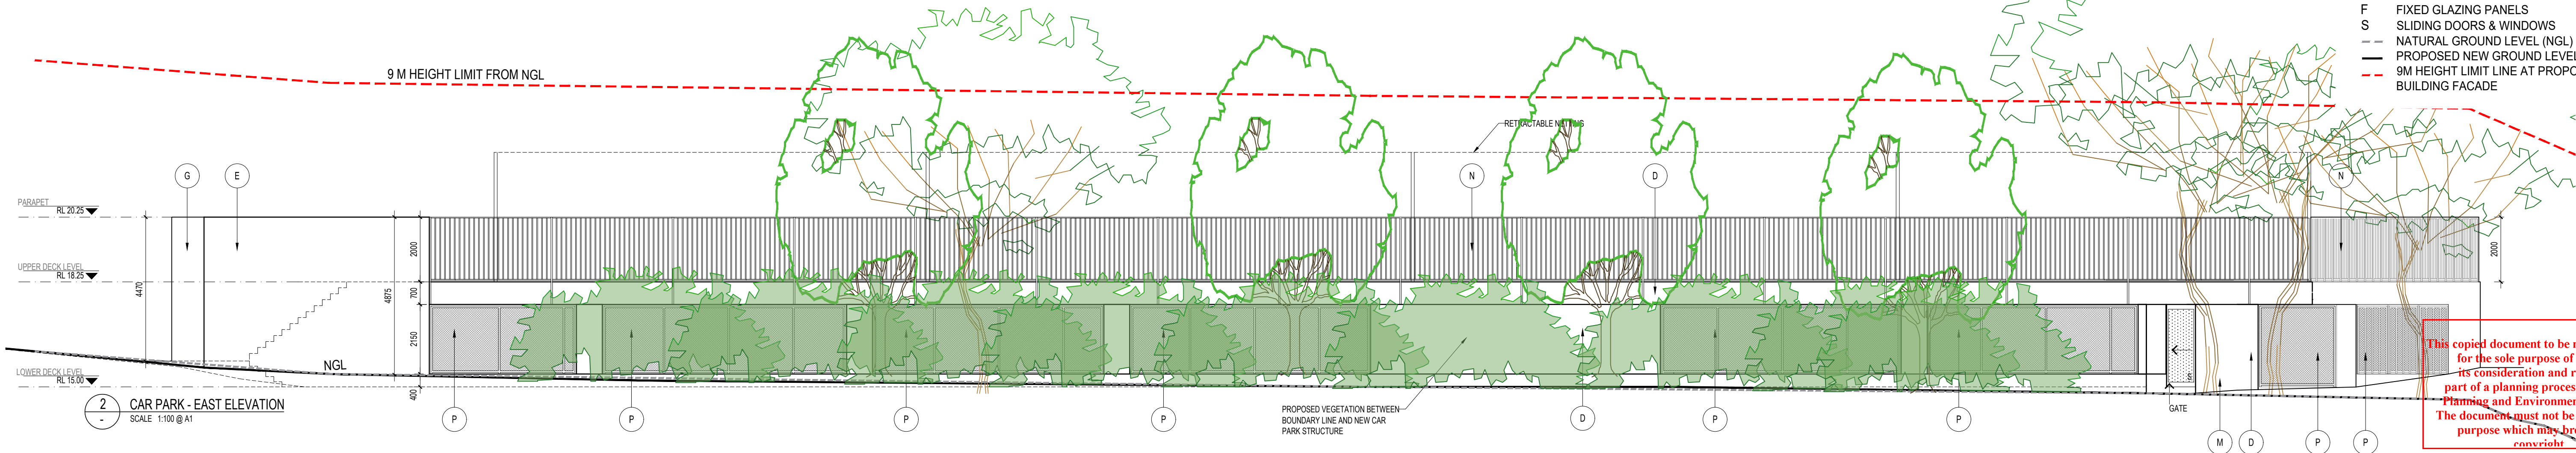 F FIXED GLAZING PANELS
S SLIDING DOORS & WINDOWS
NATURAL GROUND LEVEL (NGL)
PROPOSED NEW GROUND LEVEL
9M HEIGHT LIMIT LINE AT PROPO
BUILDING FACADE
9 M HEIGHT LIMIT FROM NGL
RETRACTABLE NETTING
G
E
N
D
N
PARAPET
RL 20.25
2000
2000
UPPER DECK LEVEL
RL 18.25
4470
4875
700
2150
NGL
LOWER DECK LEVEL
RL 15.00
400
S
2
-
CAR PARK - EAST ELEVATION
SCALE 1:100 @ A1
P
P
P
P
PROPOSED VEGETATION BETWEEN
BOUNDARY LINE AND NEW CAR
PARK STRUCTURE
D
P
P
GATE
M
D
P
P
This copied document to be
for the sole purpose of
its consideration and
part of a planning proces
Planning and Environmen
The document must not be
purpose which may
copyright